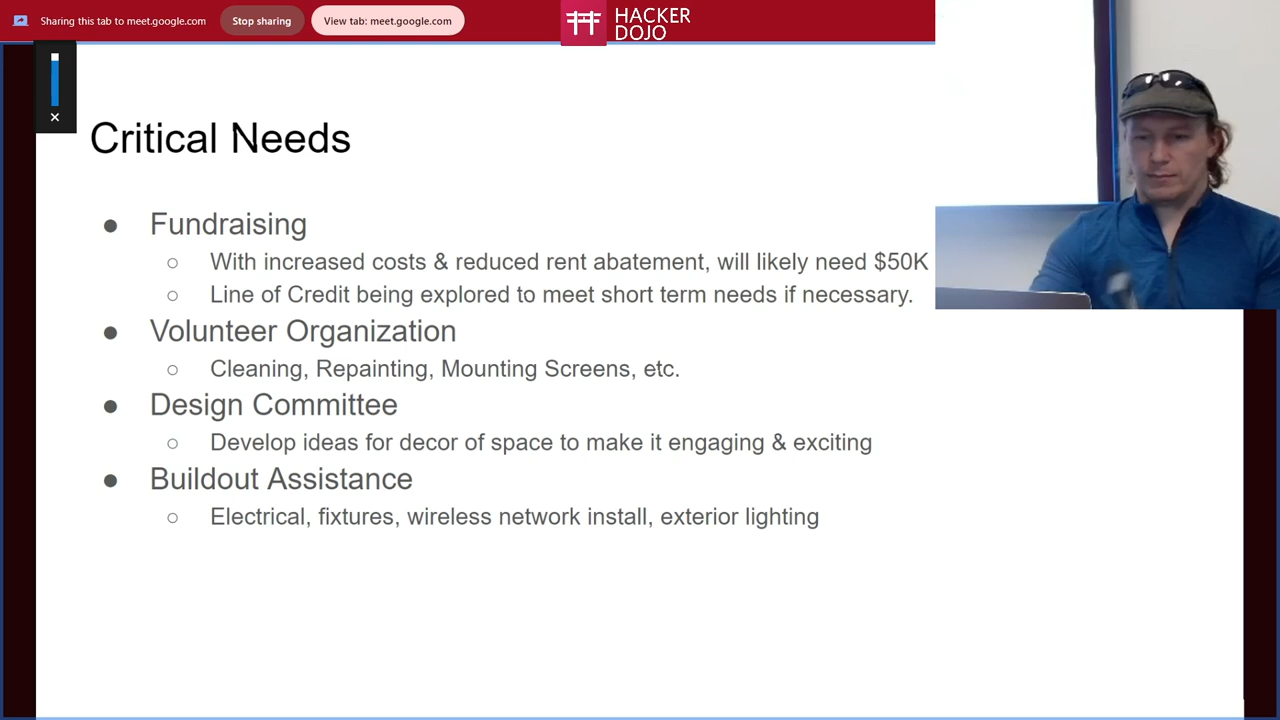 Sharing this tab to meet.google.com
Stop sharing
View tab: meet.google.com
HACKER
DOJO
Critical Needs
● Fundraising
○ With increased costs & reduced rent abatement, will likely need $50K
○ Line of Credit being explored to meet short term needs if necessary.
● Volunteer Organization
○ Cleaning, Repainting, Mounting Screens, etc.
● Design Committee
○ Develop ideas for decor of space to make it engaging & exciting
● Buildout Assistance
○ Electrical, fixtures, wireless network install, exterior lighting